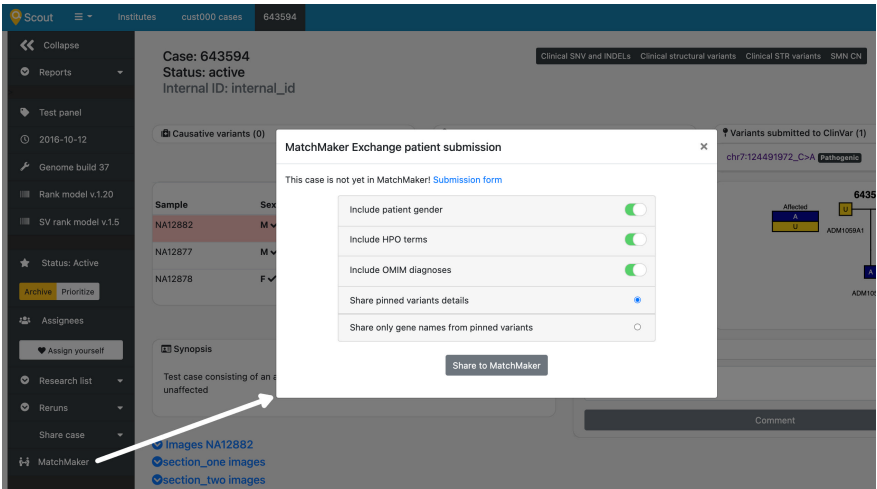 Scout
Institutes
cust000 cases
643594
Collapse
Reports
Test panel
2016-10-12
Genome build 37
Rank model v.1.20
SV rank model v.1.5
Status: Active
Archive Prioritize
Assignees
Assign yourself
Research list
Reruns
Share case
MatchMaker
Case: 643594
Status: active
Internal ID: internal_id
Clinical SNV and INDELs Clinical structural variants Clinical STR variants SMN CN
Causative variants (0)
Variants submitted to ClinVar (1)
chr7:124491972_C>A Pathogenic
Sample Sex
NA12882 M
NA12877 M
NA12878 F
Affected
A
U
U
ADM1059A1
A
Synopsis
Test case consisting of an
unaffected
MatchMaker Exchange patient submission
×
This case is not yet in MatchMaker! Submission form
Include patient gender
Include HPO terms
Include OMIM diagnoses
Share pinned variants details
Share only gene names from pinned variants
Share to MatchMaker
Comment
Images NA12882
section_one images
section_two images